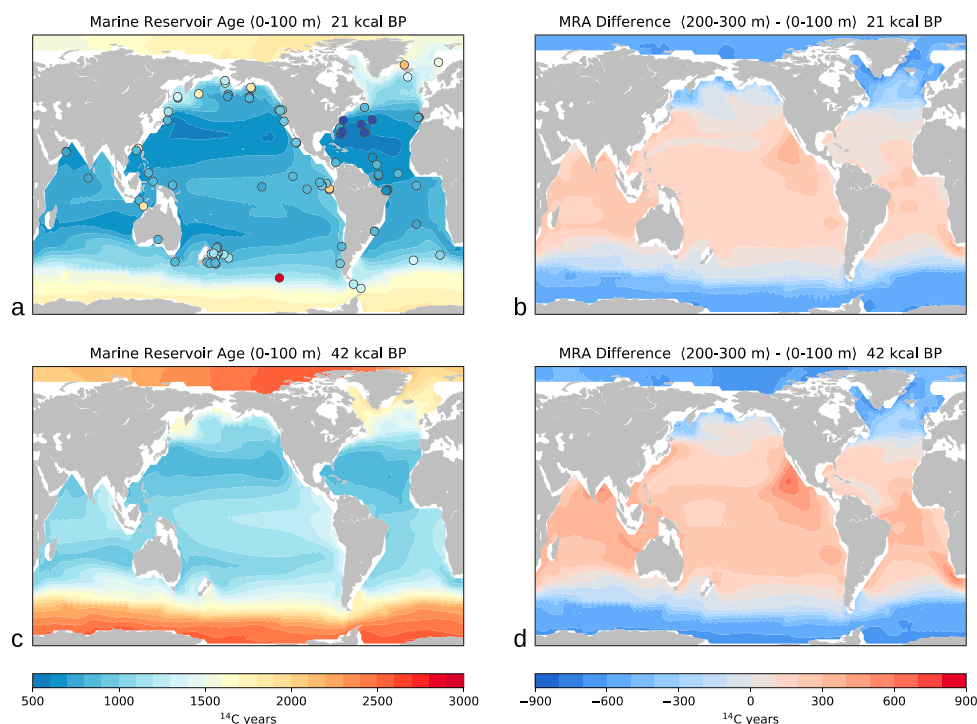 Marine Reservoir Age (0-100 m) 21 kcal BP
MRA Difference (200-300 m) - (0-100 m) 21 kcal BP
a
b
Marine Reservoir Age (0-100 m) 42 kcal BP
MRA Difference (200-300 m) - (0-100 m) 42 kcal BP
c
d
500 1000 1500 2000 2500 3000
¹⁴C years
−900 −600 −300 0 300 600 900
¹⁴C years